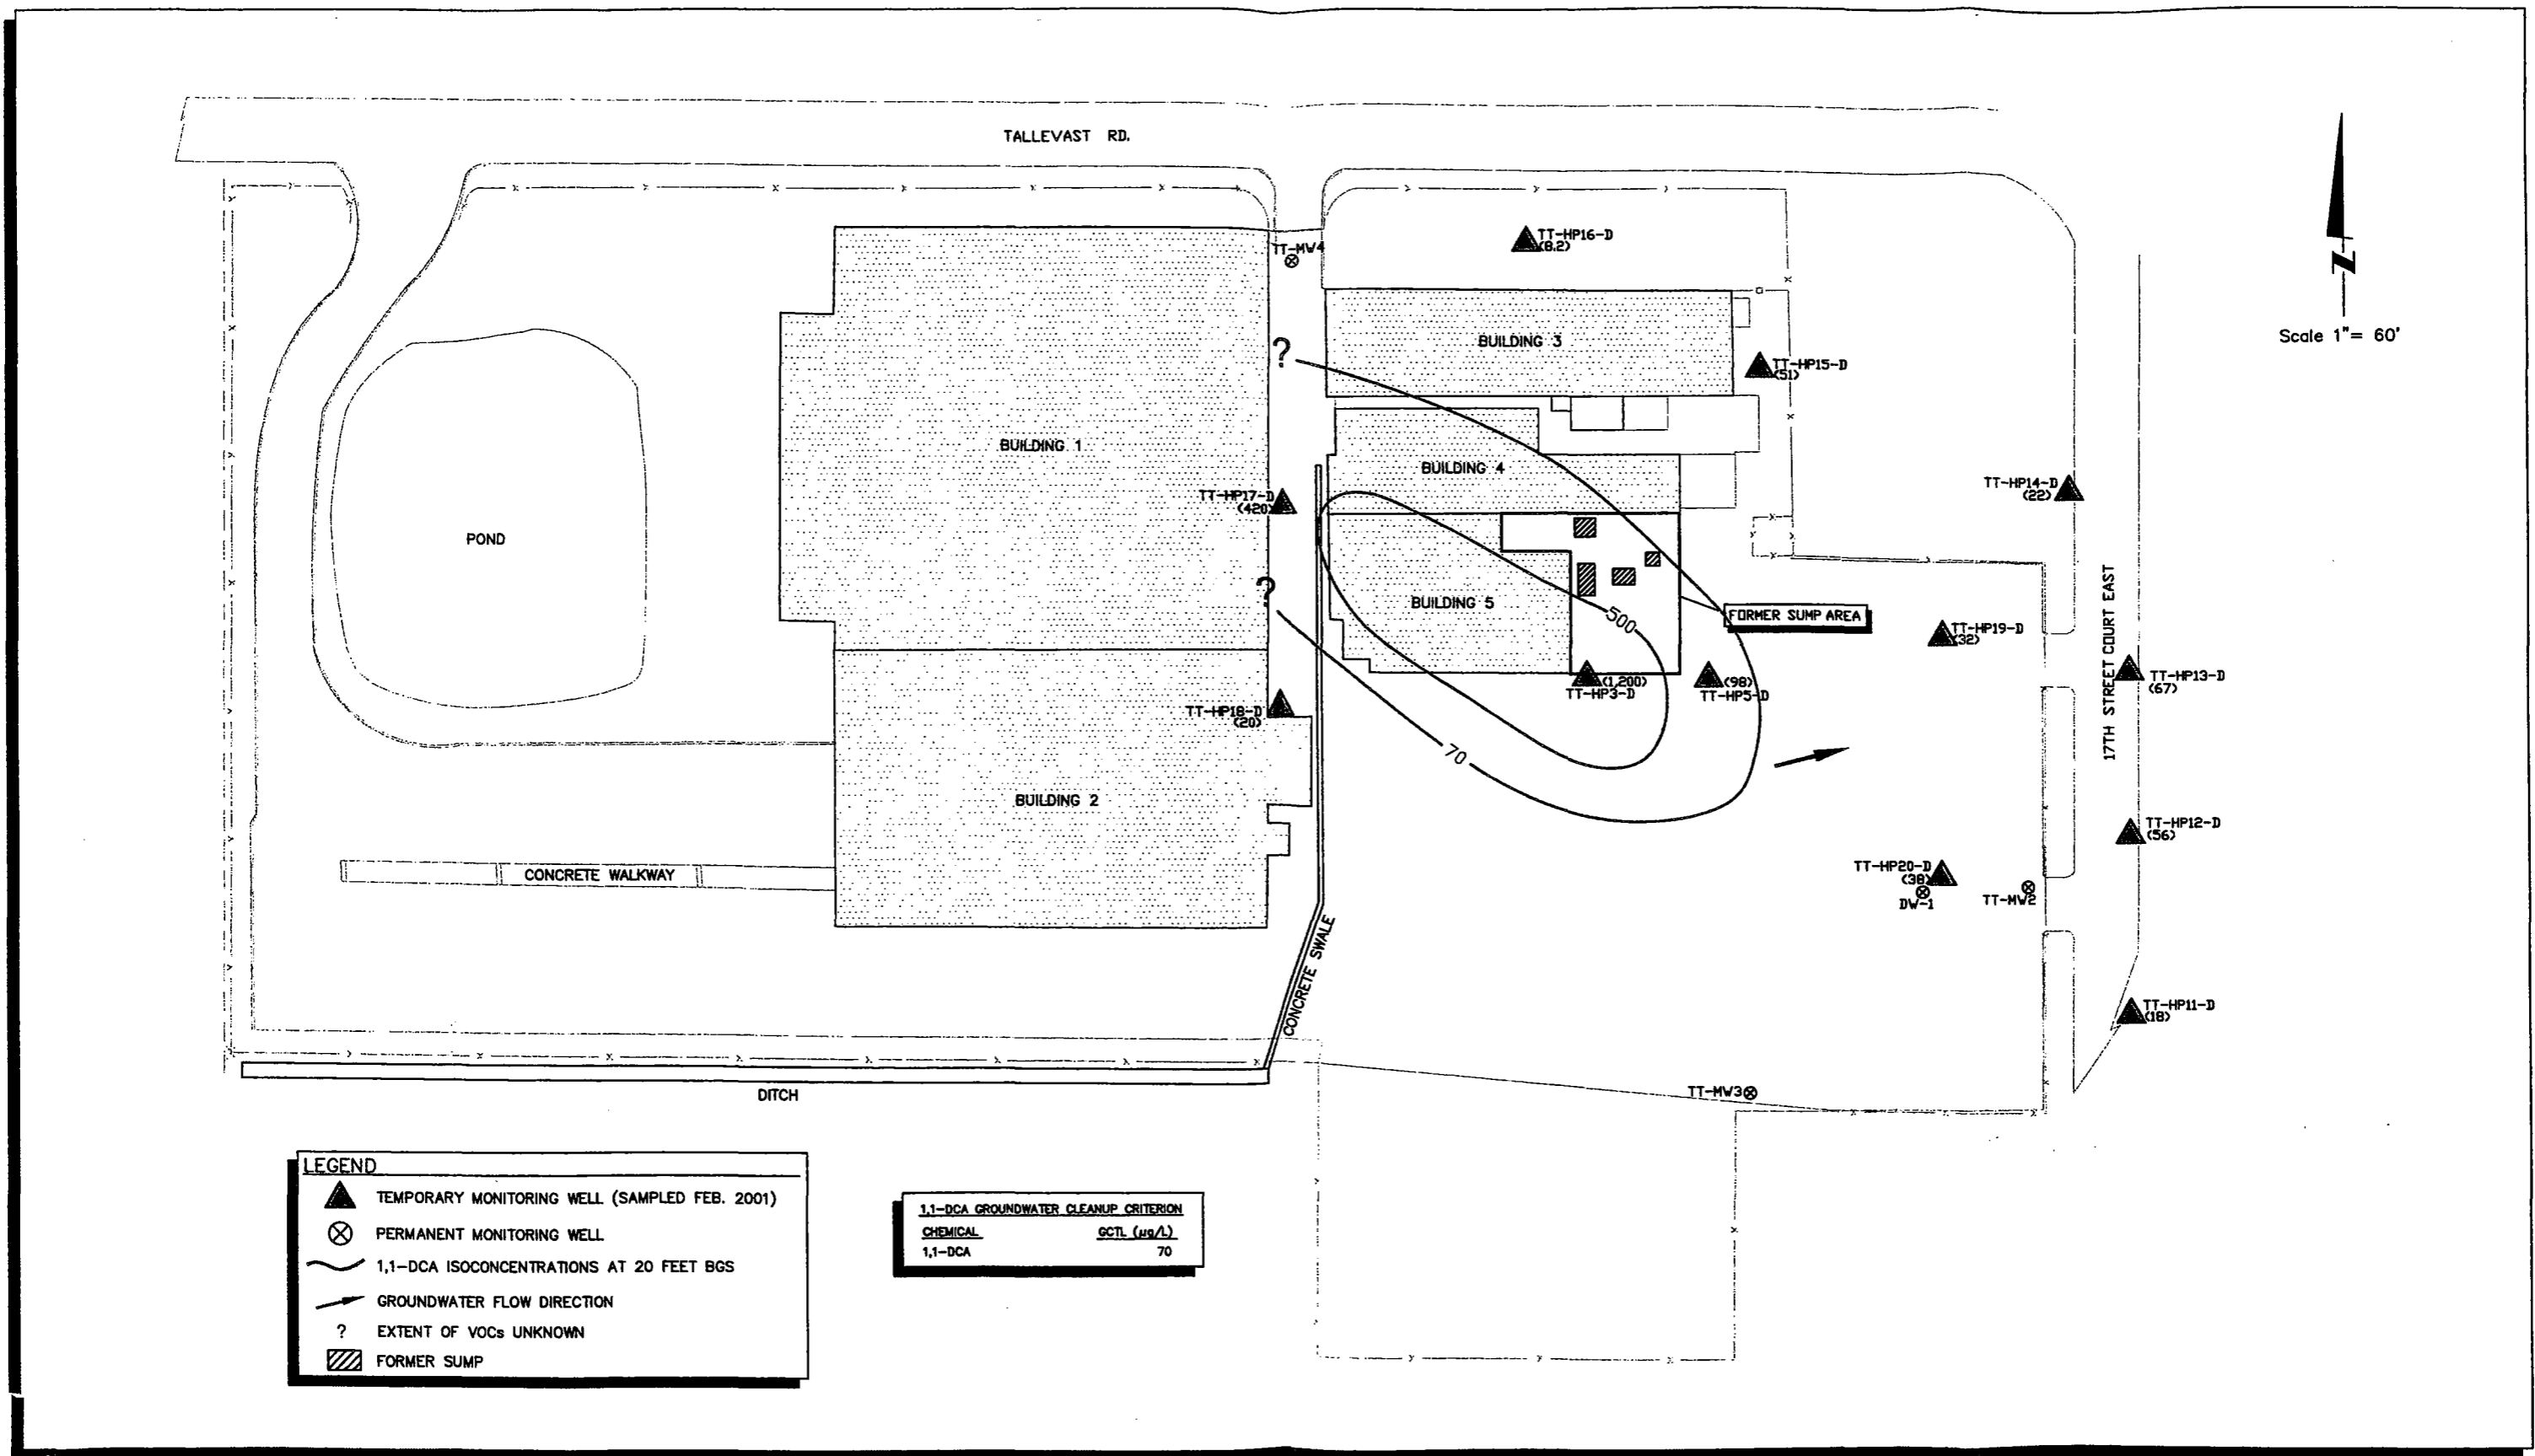 TALLEVAST RD.
N
Scale 1"= 60'
TT-MW4
TT-HP16-D
(8.2)
BUILDING 3
?
TT-HP15-D
(51)
BUILDING 1
BUILDING 4
TT-HP17-D
(420)
TT-HP14-D
(22)
POND
?
BUILDING 5
500
FORMER SUMP AREA
TT-HP19-D
(32)
17TH STREET COURT EAST
TT-HP13-D
(67)
(1,200)
TT-HP3-D
(98)
TT-HP5-D
TT-HP18-D
(20)
70
BUILDING 2
TT-HP12-D
(56)
CONCRETE WALKWAY
TT-HP20-D
(38)
DW-1
TT-MW2
CONCRETE SWALE
TT-HP11-D
(18)
DITCH
TT-MW3
LEGEND
TEMPORARY MONITORING WELL (SAMPLED FEB. 2001)
PERMANENT MONITORING WELL
1,1-DCA ISOCONCENTRATIONS AT 20 FEET BGS
GROUNDWATER FLOW DIRECTION
? EXTENT OF VOCs UNKNOWN
FORMER SUMP
1,1-DCA GROUNDWATER CLEANUP CRITERION
CHEMICAL GCTL (µg/L)
1,1-DCA 70